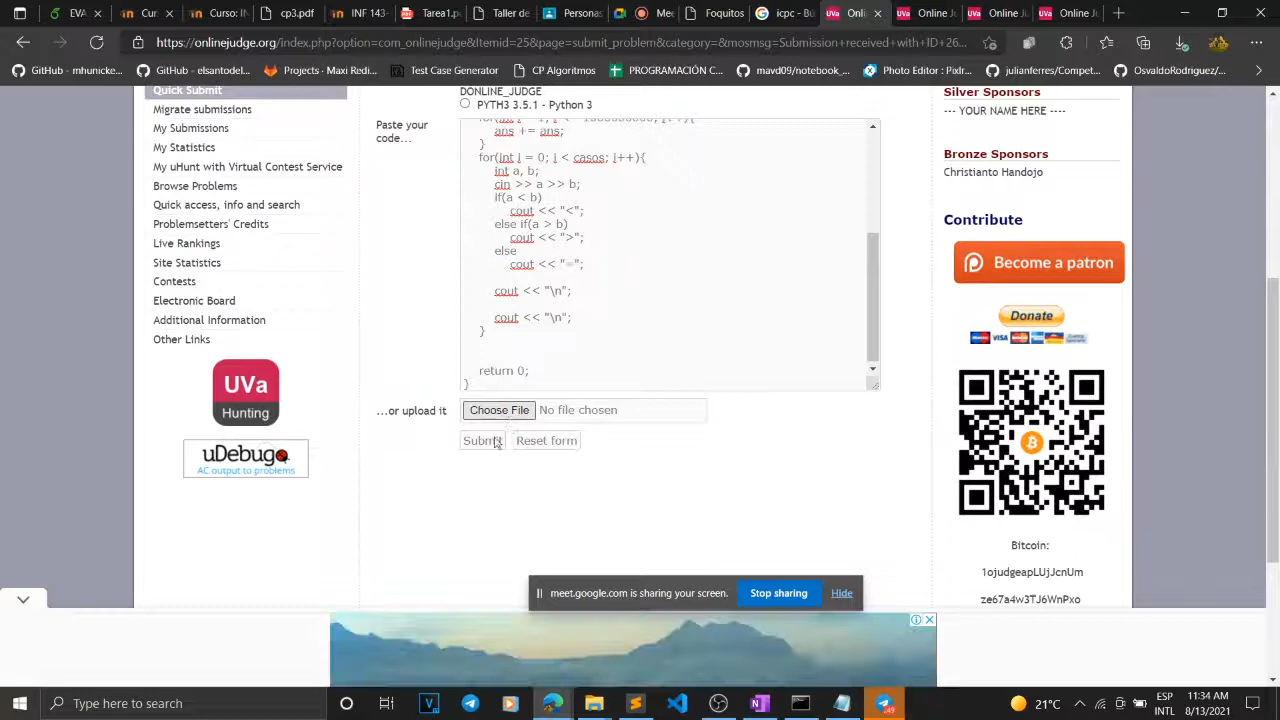 EVA
Cu
cp3.pdf
INF 143-
Tarea1.p
Taller de
Personas
Mee
Foquitos
c++ - Bu
Online J
Online Ju
Online Ju
https://onlinejudge.org/index.php?option=com_onlinejudge&Itemid=25&page=submit_problem&category=&mosmsg=Submission+received+with+ID+26...
GitHub - mhunicke...
GitHub - elsantodel...
Projects - Maxi Rod...
Test Case Generator
CP Algoritmos
PROGRAMACIÓN C...
mavd09/notebook_...
Photo Editor : Pixlr...
julianferres/Compet...
OsvaldoRodriguez...
Quick Submit
Migrate submissions
My Submissions
My Statistics
My uHunt with Virtual Contest Service
Browse Problems
Quick access, info and search
Problemsetters' Credits
Live Rankings
Site Statistics
Contests
Electronic Board
Additional Information
Other Links
UVa
Hunting
uDebug
AC output to problems
DONLINE_JUDGE
PYTH3 3.5.1 - Python 3
Paste your
code...
ans += ans;
}
for(int i = 0; i < casos; i++){
int a, b;
cin >> a >> b;
if(a < b)
cout << "<";
else if(a > b)
cout << ">";
else
cout << "=";
cout << "\n";
cout << "\n";
}
return 0;
}
...or upload it
Choose File No file chosen
Submit
Reset form
Silver Sponsors
--- YOUR NAME HERE ----
Bronze Sponsors
Christianto Handojo
Contribute
Become a patron
Donate
VISA
Bitcoin:
1ojudgeapLUjJcnUm
ze67a4w3TJ6WnPxo
meet.google.com is sharing your screen.
Stop sharing
Hide
Type here to search
21°C
ESP
INTL
11:34 AM
8/13/2021